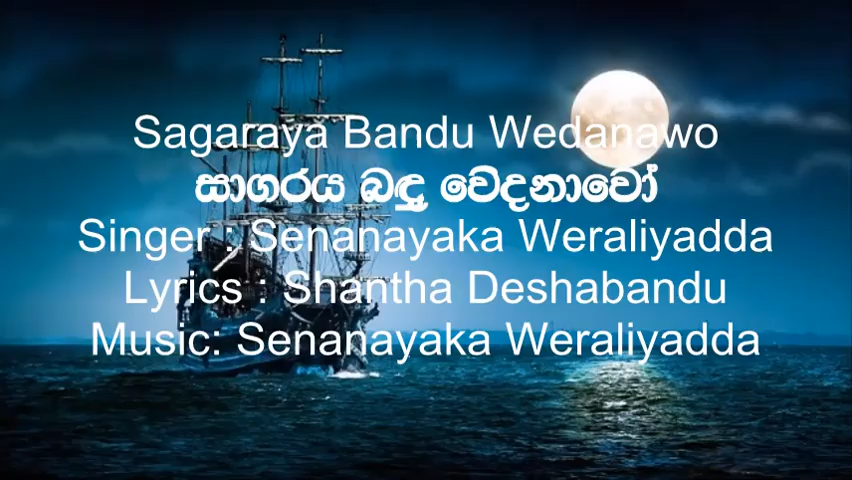 Sagaraya Bandu Wedanawo
සාගරය බඳු වේදනාවෝ
Singer : Senanayaka Weraliyadda
Lyrics : Shantha Deshabandu
Music: Senanayaka Weraliyadda